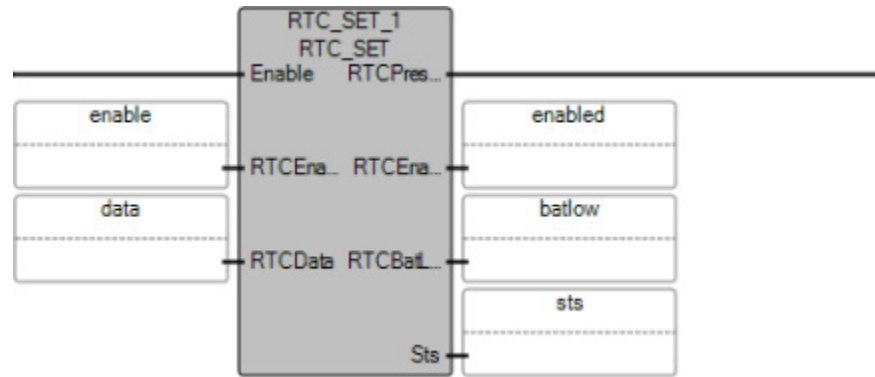 RTC_SET_1
RTC_SET
Enable RTCPres...
enable
enabled
RTCEna... RTCEna...
data
batlow
RTCData RTCBatL...
sts
Sts